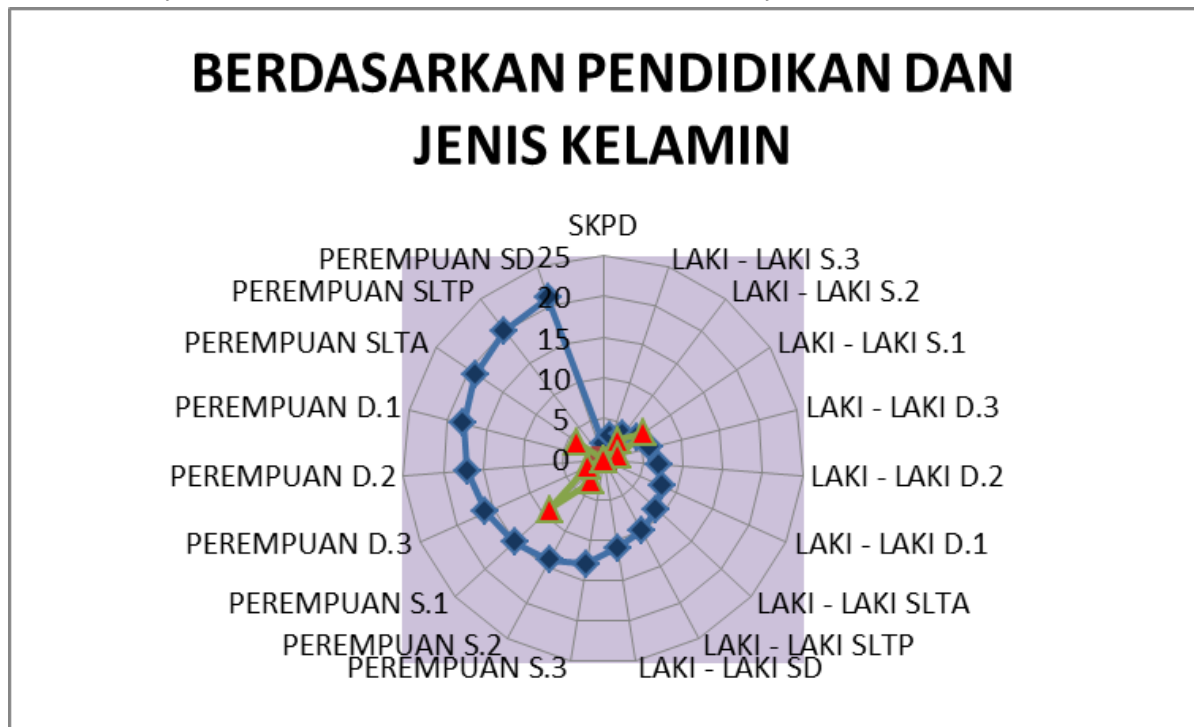 BERDASARKAN PENDIDIKAN DAN
JENIS KELAMIN
SKPD
LAKI - LAKI S.3
LAKI - LAKI S.2
LAKI - LAKI S.1
LAKI - LAKI D.3
LAKI - LAKI D.2
LAKI - LAKI D.1
LAKI - LAKI SLTA
LAKI - LAKI SLTP
LAKI - LAKI SD
PEREMPUAN S.3
PEREMPUAN S.2
PEREMPUAN S.1
PEREMPUAN D.3
PEREMPUAN D.2
PEREMPUAN D.1
PEREMPUAN SLTA
PEREMPUAN SLTP
PEREMPUAN SD
25
20
15
10
5
0